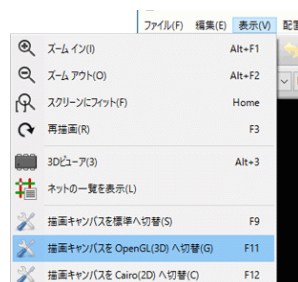 ファイル(F) 編集(E) 表示(V) 配置
ズーム イン(I) Alt+F1
ズーム アウト(O) Alt+F2
スクリーンにフィット(F) Home
再描画(R) F3
3Dビューア(3) Alt+3
ネットの一覧を表示(L)
描画キャンバスを標準へ切替(S) F9
描画キャンバスを OpenGL(3D) へ切替(G) F11
描画キャンバスを Cairo(2D) へ切替(C) F12